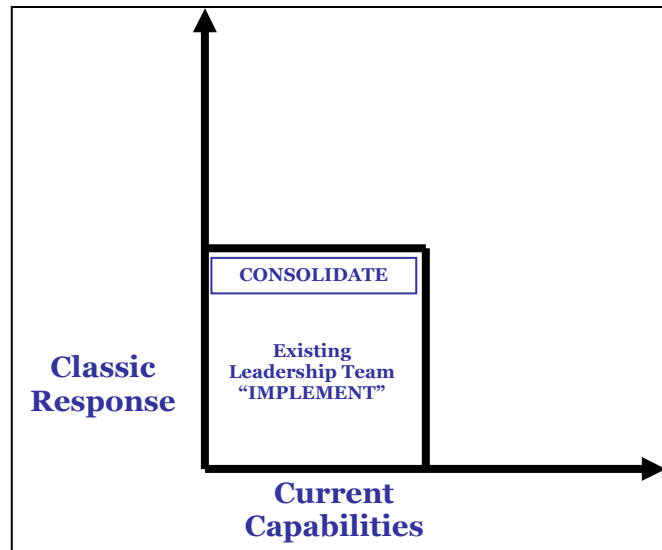 CONSOLIDATE
Existing
Leadership Team
“IMPLEMENT”
Classic
Response
Current
Capabilities